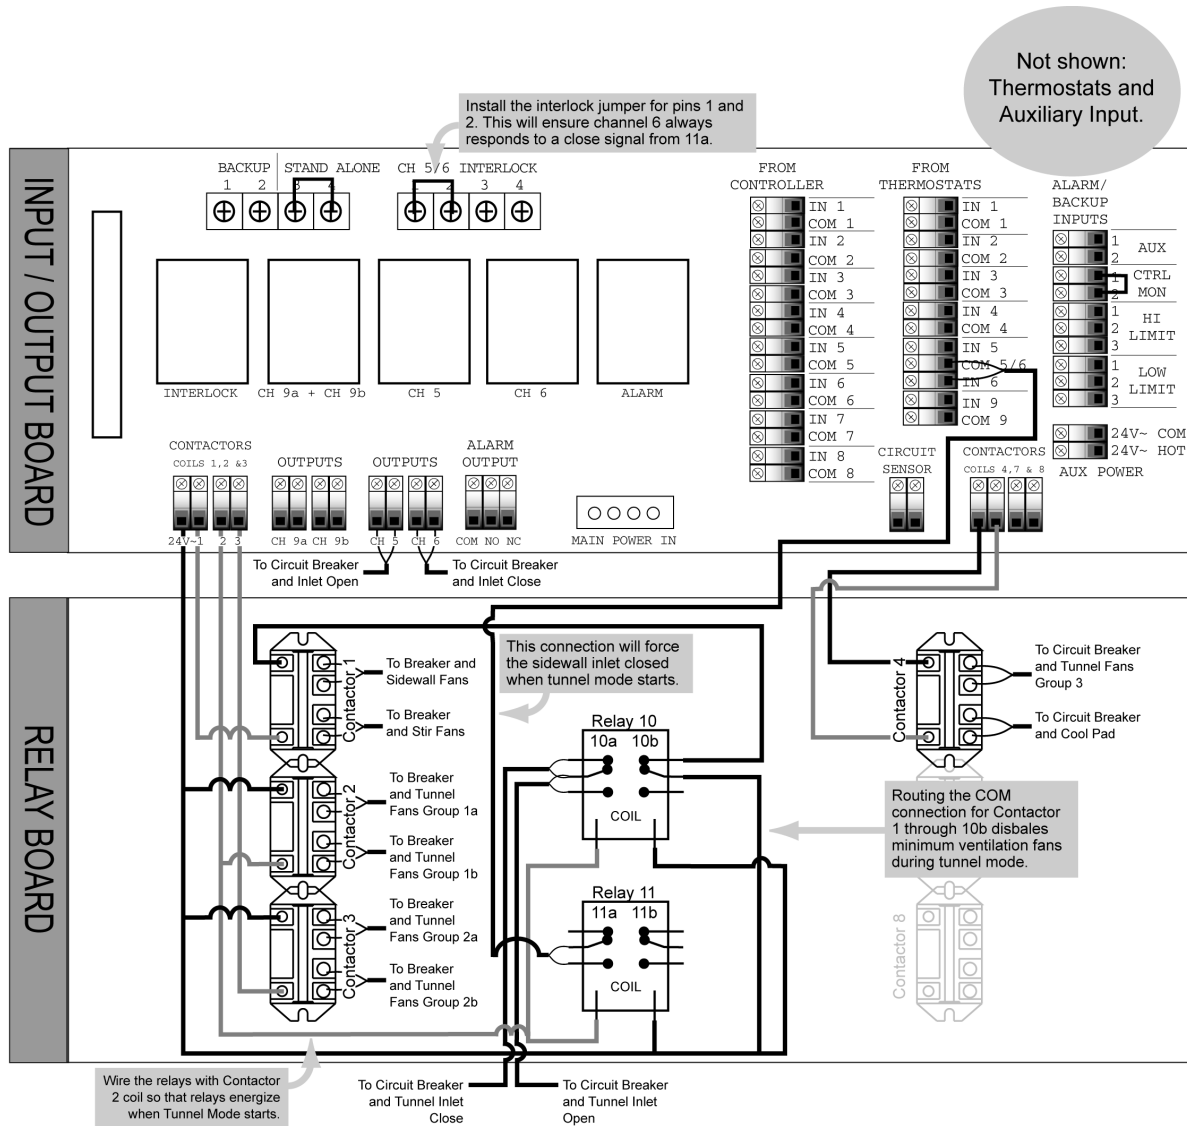 Not shown:
Thermostats and
Auxiliary Input.
Install the interlock jumper for pins 1 and
2. This will ensure channel 6 always
responds to a close signal from 11a.
INPUT / OUTPUT BOARD
BACKUP STAND ALONE
1 2 3 4
CH 5/6 INTERLOCK
1 2 3 4
FROM
CONTROLLER
IN 1
COM 1
IN 2
COM 2
IN 3
COM 3
IN 4
COM 4
IN 5
COM 5
IN 6
COM 6
IN 7
COM 7
IN 8
COM 8
FROM
THERMOSTATS
IN 1
COM 1
IN 2
COM 2
IN 3
COM 3
IN 4
COM 4
IN 5
COM 5/6
IN 6
IN 9
COM 9
ALARM/
BACKUP
INPUTS
1
AUX
2
1
CTRL
2
MON
1
HI
2
LIMIT
3
1
LOW
2
LIMIT
3
24V~ COM
24V~ HOT
AUX POWER
INTERLOCK
CH 9a + CH 9b
CH 5
CH 6
ALARM
CONTACTORS
COILS 1,2 &3
24V~1 2 3
OUTPUTS
CH 9a CH 9b
OUTPUTS
CH 5 CH 6
ALARM
OUTPUT
COM NO NC
MAIN POWER IN
CIRCUIT
SENSOR
CONTACTORS
COILS 4,7 & 8
To Circuit Breaker
and Inlet Open
To Circuit Breaker
and Inlet Close
RELAY BOARD
Contactor 1
To Breaker and
Sidewall Fans
To Breaker
and Stir Fans
Contactor 2
To Breaker
and Tunnel
Fans Group 1a
To Breaker
and Tunnel
Fans Group 1b
Contactor 3
To Breaker
and Tunnel
Fans Group 2a
To Breaker
and Tunnel
Fans Group 2b
This connection will force
the sidewall inlet closed
when tunnel mode starts.
Relay 10
10a 10b
COIL
Relay 11
11a 11b
COIL
Contactor 4
To Circuit Breaker
and Tunnel Fans
Group 3
To Circuit Breaker
and Cool Pad
Routing the COM
connection for Contactor
1 through 10b disbales
minimum ventilation fans
during tunnel mode.
Contactor 8
Wire the relays with Contactor
2 coil so that relays energize
when Tunnel Mode starts.
To Circuit Breaker
and Tunnel Inlet
Close
To Circuit Breaker
and Tunnel Inlet
Open